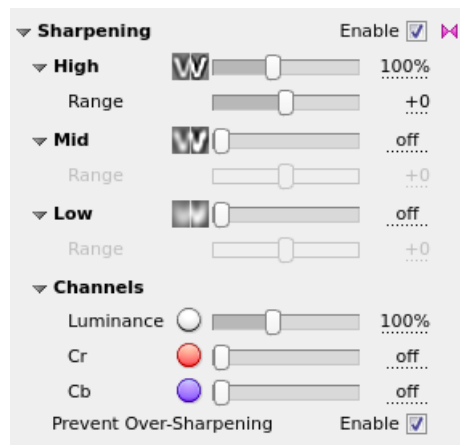 Sharpening Enable
High 100%
Range +0
Mid off
Range +0
Low off
Range +0
Channels
Luminance 100%
Cr off
Cb off
Prevent Over-Sharpening Enable